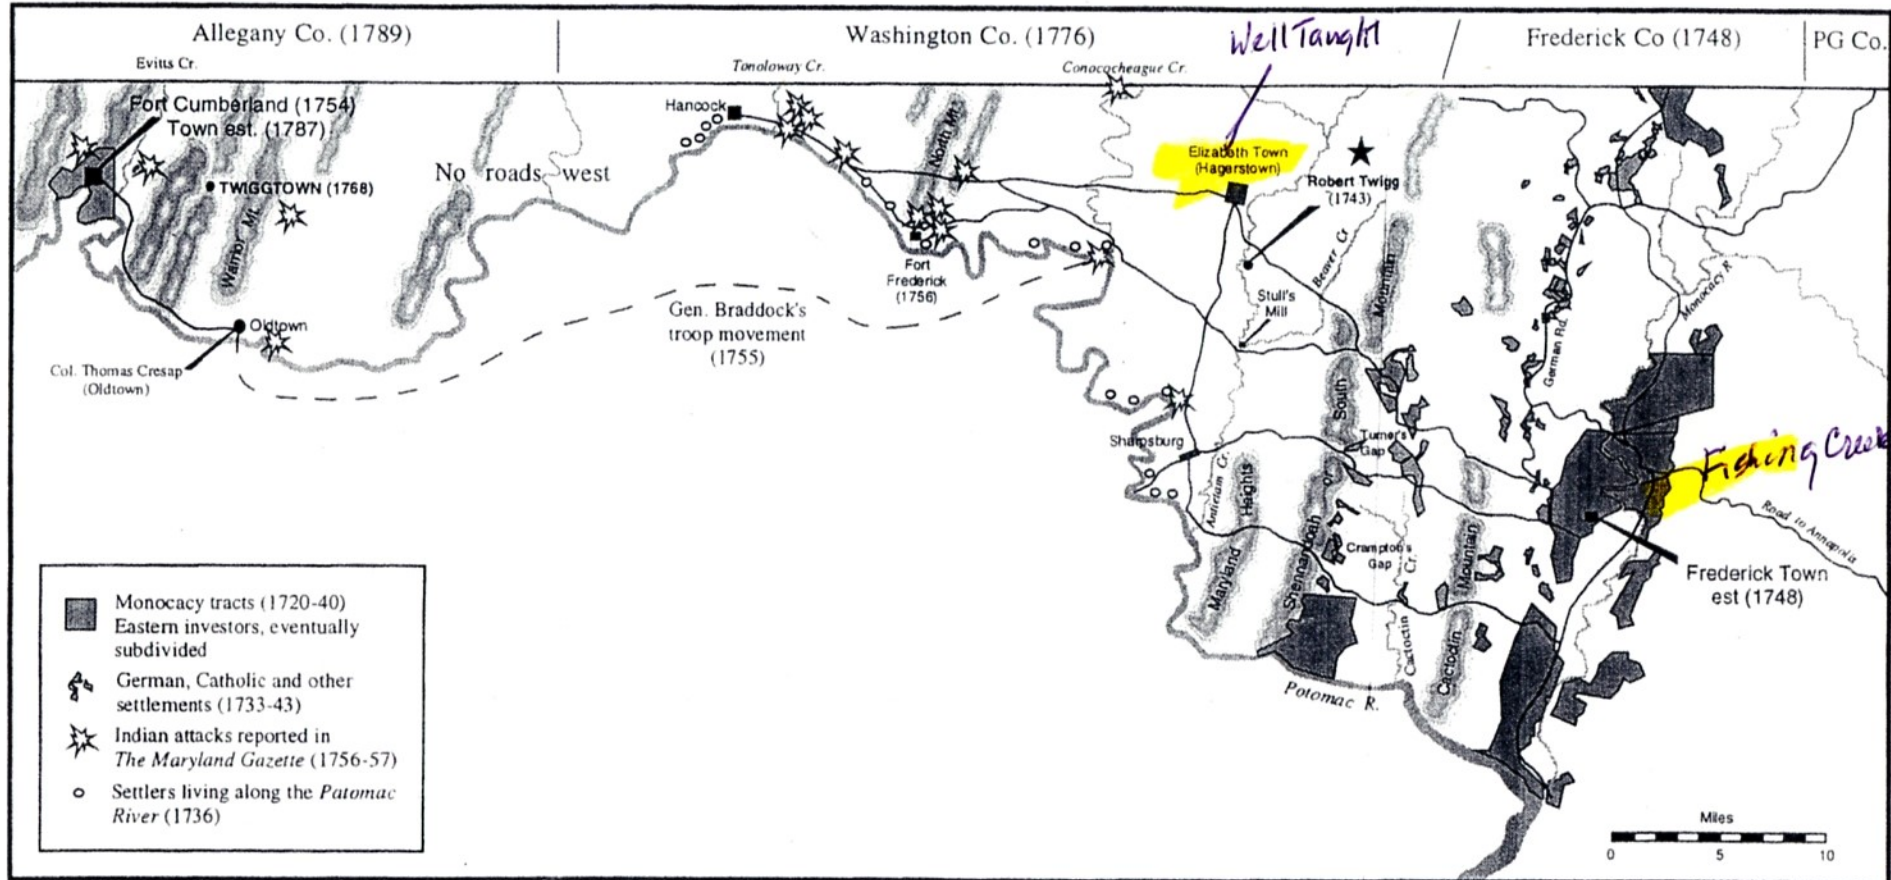 Allegany Co. (1789)
Washington Co. (1776)
Well Taught
Frederick Co (1748)
PG Co.
Evitts Cr.
Tonoloway Cr.
Conococheague Cr.
Fort Cumberland (1754)
Town est. (1787)
Hancock
North Mt.
Elizabeth Town
(Hagerstown)
Robert Twigg
(1743)
No roads west
TWIGGTOWN (1768)
Warrior Mt.
Beaver Cr
Fort
Frederick
(1756)
Stull's
Mill
Mountain
Monocacy R
German Rd.
Oldtown
Gen. Braddock's
troop movement
(1755)
Col. Thomas Cresap
(Oldtown)
South
Sharpsburg
Turner's
Gap
Fishing Creek
Antietam Cr.
Heights
Maryland
or
Shennandoah
Crampton's
Gap
Mountain
Cactoctin
Cactoctin Cr.
Road to Annapolis
Frederick Town
est (1748)
Potomac R.
Monocacy tracts (1720-40)
Eastern investors, eventually
subdivided
German, Catholic and other
settlements (1733-43)
Indian attacks reported in
The Maryland Gazette (1756-57)
Settlers living along the Patomac
River (1736)
Miles
0 5 10